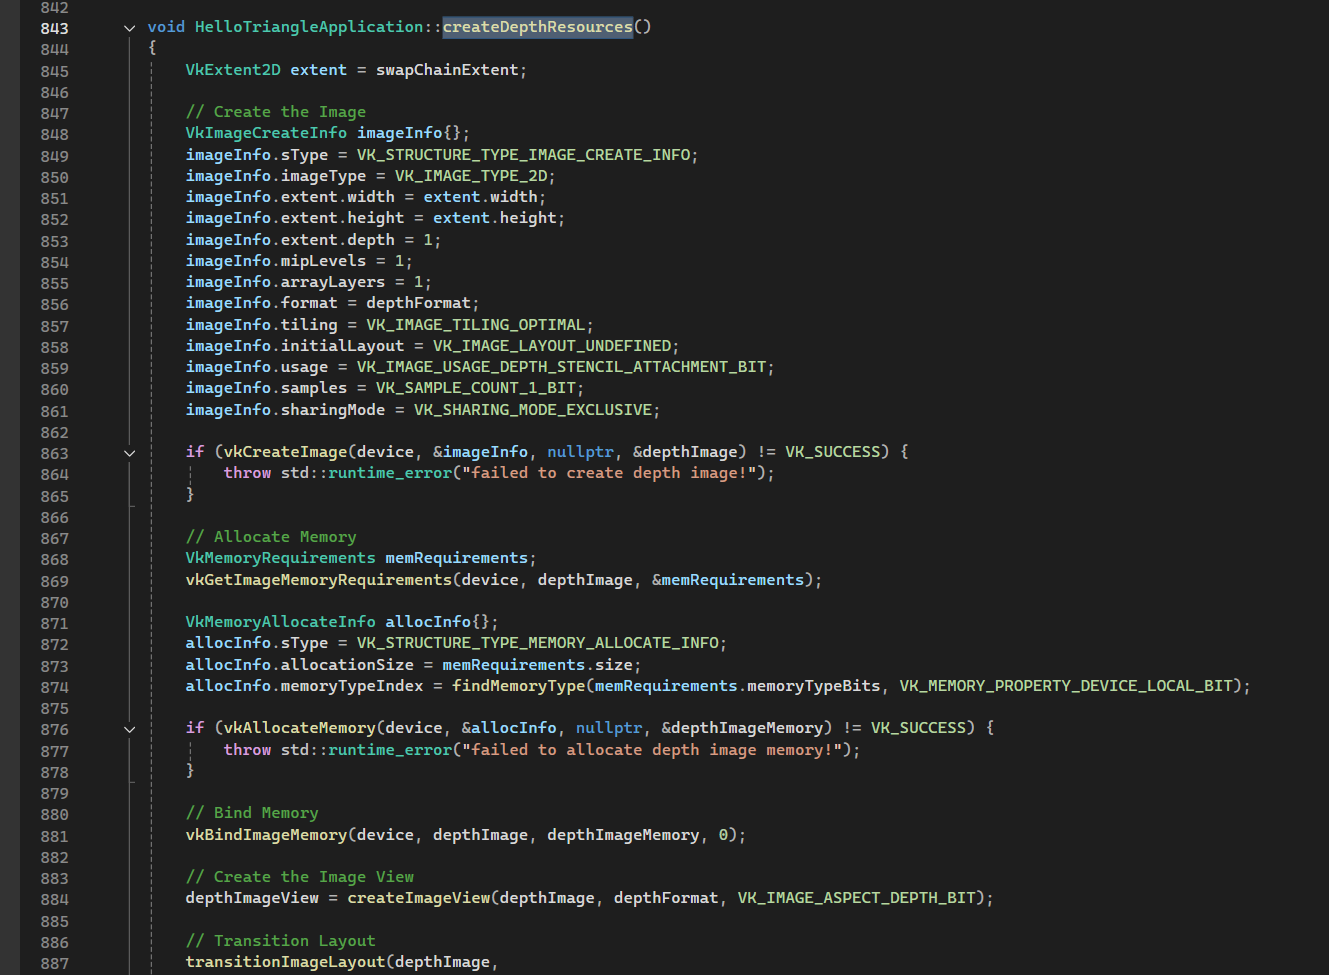 842
843 void HelloTriangleApplication::createDepthResources()
844 {
845 VkExtent2D extent = swapChainExtent;
846
847 // Create the Image
848 VkImageCreateInfo imageInfo{};
849 imageInfo.sType = VK_STRUCTURE_TYPE_IMAGE_CREATE_INFO;
850 imageInfo.imageType = VK_IMAGE_TYPE_2D;
851 imageInfo.extent.width = extent.width;
852 imageInfo.extent.height = extent.height;
853 imageInfo.extent.depth = 1;
854 imageInfo.mipLevels = 1;
855 imageInfo.arrayLayers = 1;
856 imageInfo.format = depthFormat;
857 imageInfo.tiling = VK_IMAGE_TILING_OPTIMAL;
858 imageInfo.initialLayout = VK_IMAGE_LAYOUT_UNDEFINED;
859 imageInfo.usage = VK_IMAGE_USAGE_DEPTH_STENCIL_ATTACHMENT_BIT;
860 imageInfo.samples = VK_SAMPLE_COUNT_1_BIT;
861 imageInfo.sharingMode = VK_SHARING_MODE_EXCLUSIVE;
862
863 if (vkCreateImage(device, &imageInfo, nullptr, &depthImage) != VK_SUCCESS) {
864 throw std::runtime_error("failed to create depth image!");
865 }
866
867 // Allocate Memory
868 VkMemoryRequirements memRequirements;
869 vkGetImageMemoryRequirements(device, depthImage, &memRequirements);
870
871 VkMemoryAllocateInfo allocInfo{};
872 allocInfo.sType = VK_STRUCTURE_TYPE_MEMORY_ALLOCATE_INFO;
873 allocInfo.allocationSize = memRequirements.size;
874 allocInfo.memoryTypeIndex = findMemoryType(memRequirements.memoryTypeBits, VK_MEMORY_PROPERTY_DEVICE_LOCAL_BIT);
875
876 if (vkAllocateMemory(device, &allocInfo, nullptr, &depthImageMemory) != VK_SUCCESS) {
877 throw std::runtime_error("failed to allocate depth image memory!");
878 }
879
880 // Bind Memory
881 vkBindImageMemory(device, depthImage, depthImageMemory, 0);
882
883 // Create the Image View
884 depthImageView = createImageView(depthImage, depthFormat, VK_IMAGE_ASPECT_DEPTH_BIT);
885
886 // Transition Layout
887 transitionImageLayout(depthImage,